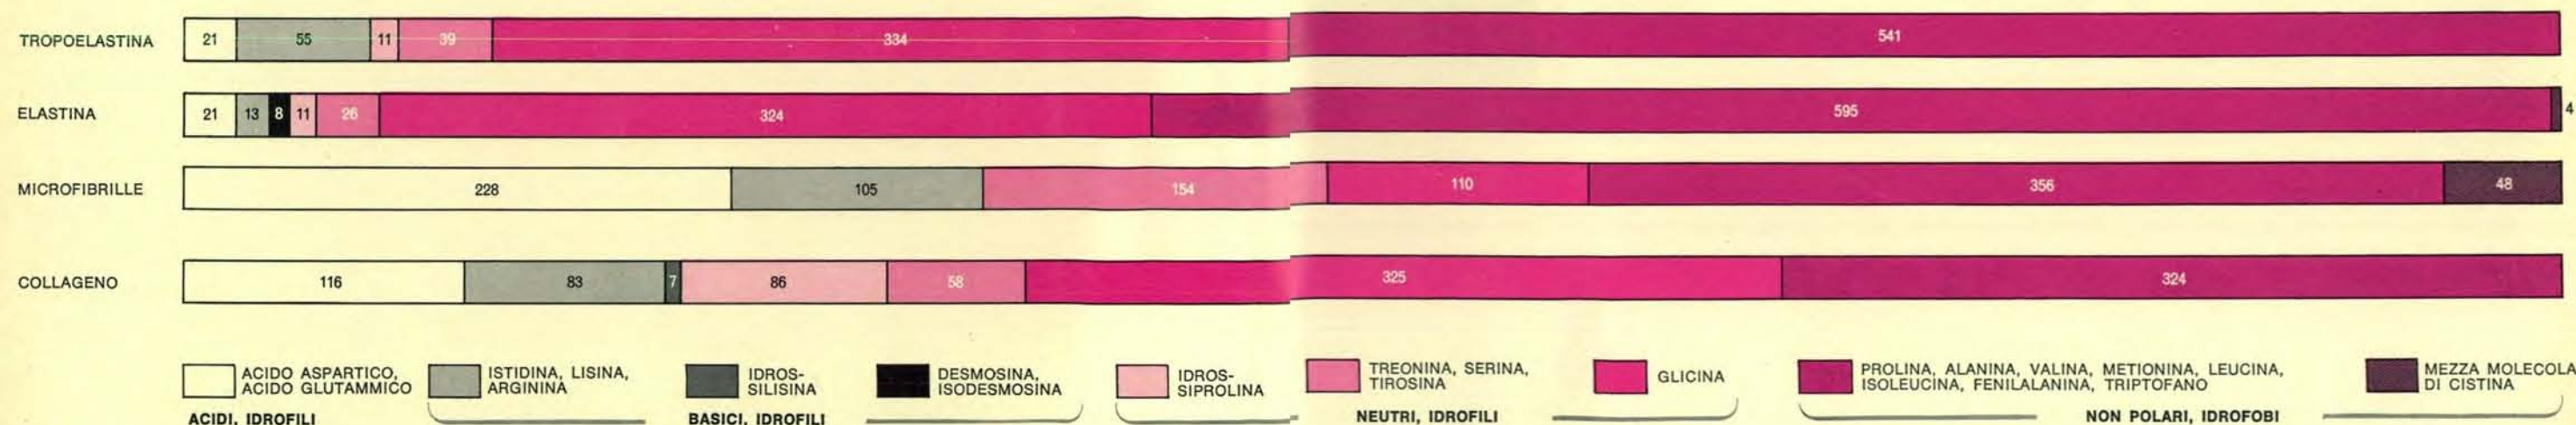 TROPOELASTINA 21 55 11 39 334 541
ELASTINA 21 13 8 11 26 324 595 4
MICROFIBRILLE 228 105 154 110 356 48
COLLAGENO 116 83 7 86 58 325 324
ACIDO ASPARTICO,
ACIDO GLUTAMMICO
ISTIDINA, LISINA,
ARGININA
IDROS-
SILISINA
DESMOSINA,
ISODESMOSINA
IDROS-
SIPROLINA
TREONINA, SERINA,
TIROSINA
GLICINA
PROLINA, ALANINA, VALINA, METIONINA, LEUCINA,
ISOLEUCINA, FENILALANINA, TRIPTOFANO
MEZZA MOLECOLA
DI CISTINA
ACIDI, IDROFILI
BASICI, IDROFILI
NEUTRI, IDROFILI
NON POLARI, IDROFOBI